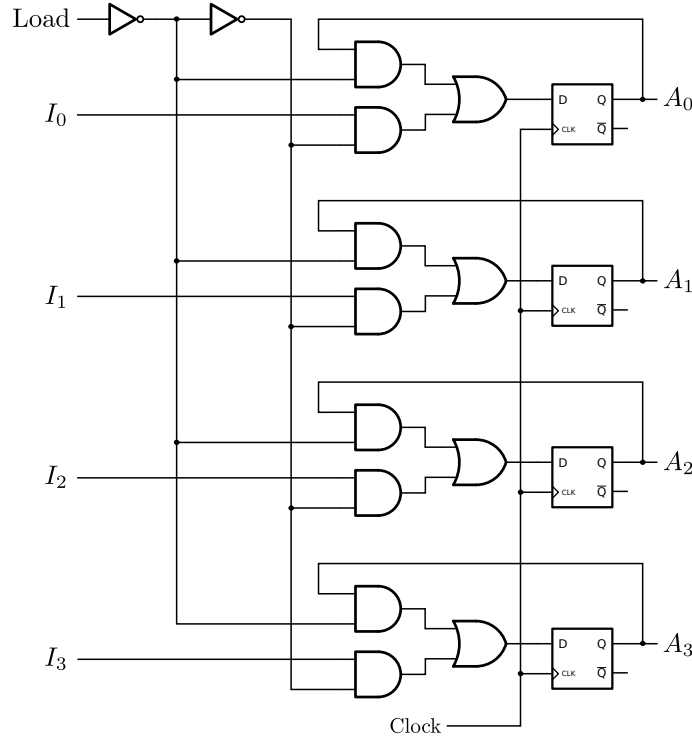 Load
I₀
D Q A₀
CLK Q̅
I₁
D Q A₁
CLK Q̅
I₂
D Q A₂
CLK Q̅
I₃
D Q A₃
CLK Q̅
Clock